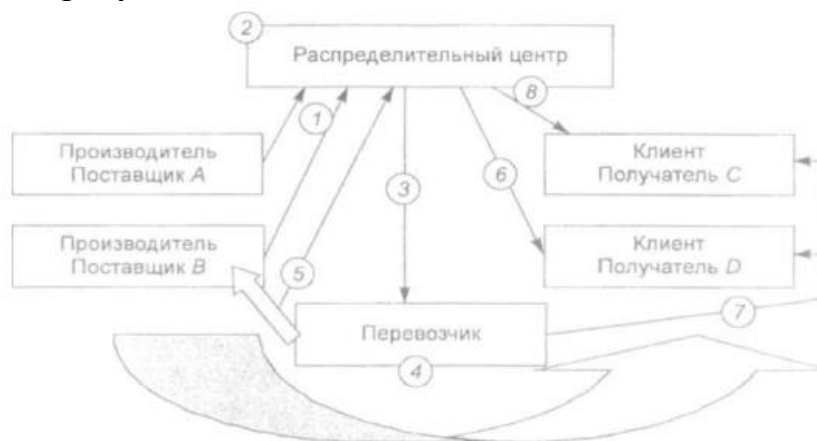 2
Распределительный центр
8
1
Производитель
Поставщик A
Клиент
Получатель C
3
6
Производитель
Поставщик B
Клиент
Получатель D
5
7
Перевозчик
4